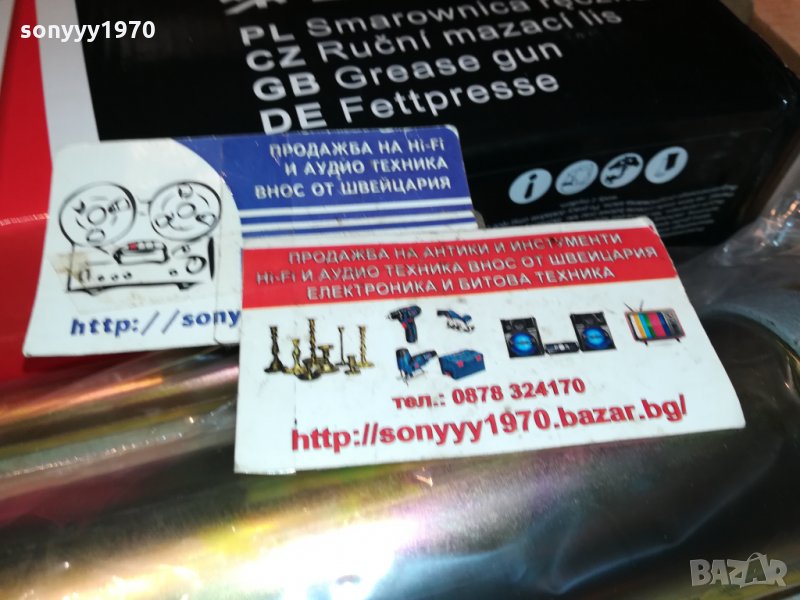 sonyyy1970
PL Smarownica
CZ Ruční mazací lis
GB Grease gun
DE Fettpresse
ПРОДАЖБА НА Hi-Fi
И АУДИО ТЕХНИКА
ВНОС ОТ ШВЕЙЦАРИЯ
http://sony
ПРОДАЖБА НА АНТИКИ И ИНСТРУМЕНТИ
Hi-Fi И АУДИО ТЕХНИКА ВНОС ОТ ШВЕЙЦАРИЯ
ЕЛЕКТРОНИКА И БИТОВА ТЕХНИКА
тел.: 0878 324170
http://sonyyy1970.bazar.bg/
BAZAR